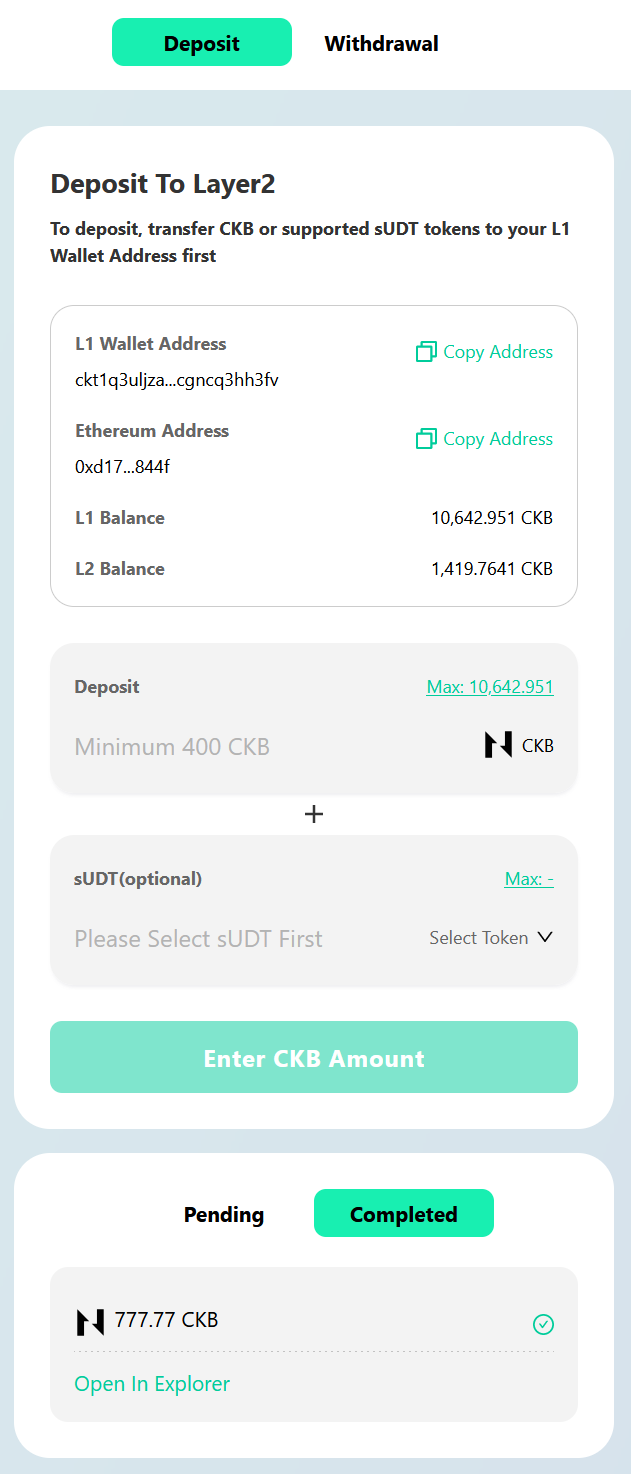 Deposit Withdrawal
Deposit To Layer2
To deposit, transfer CKB or supported sUDT tokens to your L1
Wallet Address first
L1 Wallet Address
Copy Address
ckt1q3uljza...cgncq3hh3fv
Ethereum Address
Copy Address
0xd17...844f
L1 Balance 10,642.951 CKB
L2 Balance 1,419.7641 CKB
Deposit Max: 10,642.951
Minimum 400 CKB CKB
+
sUDT(optional) Max: -
Please Select sUDT First Select Token
Enter CKB Amount
Pending Completed
777.77 CKB
Open In Explorer